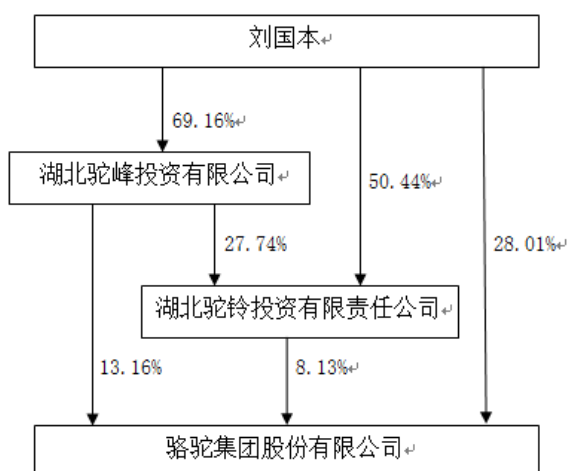 刘国本
69.16%
湖北驼峰投资有限公司
50.44%
27.74%
28.01%
湖北驼铃投资有限责任公司
13.16%
8.13%
骆驼集团股份有限公司